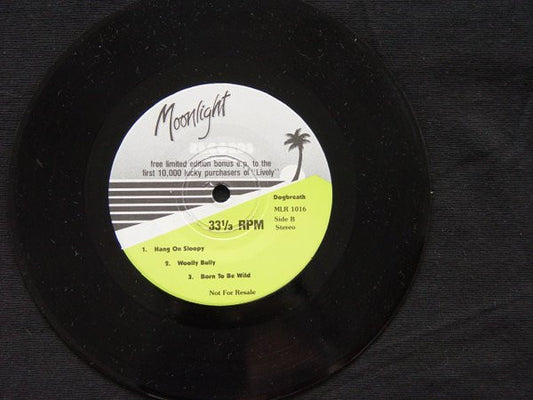 Moonlight
RECORDS
free limited edition bonus e.p. to the
first 10,000 lucky purchasers of "Lively"
33⅓ RPM
Dogbreath
MLR 1016
Side B
Stereo
1. Hang On Sloopy
2. Woolly Bully
3. Born To Be Wild
Not For Resale